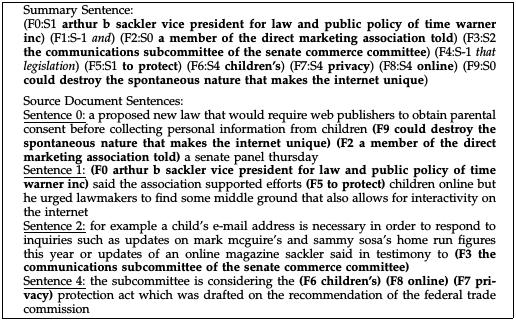 Summary Sentence:
(F0:S1 arthur b sackler vice president for law and public policy of time warner
inc) (F1:S-1 and) (F2:S0 a member of the direct marketing association told) (F3:S2
the communications subcommittee of the senate commerce committee) (F4:S-1 that
legislation) (F5:S1 to protect) (F6:S4 children's) (F7:S4 privacy) (F8:S4 online) (F9:S0
could destroy the spontaneous nature that makes the internet unique)
Source Document Sentences:
Sentence 0: a proposed new law that would require web publishers to obtain parental
consent before collecting personal information from children (F9 could destroy the
spontaneous nature that makes the internet unique) (F2 a member of the direct
marketing association told) a senate panel thursday
Sentence 1: (F0 arthur b sackler vice president for law and public policy of time
warner inc) said the association supported efforts (F5 to protect) children online but
he urged lawmakers to find some middle ground that also allows for interactivity on
the internet
Sentence 2: for example a child's e-mail address is necessary in order to respond to
inquiries such as updates on mark mcguire's and sammy sosa's home run figures
this year or updates of an online magazine sackler said in testimony to (F3 the
communications subcommittee of the senate commerce committee)
Sentence 4: the subcommittee is considering the (F6 children's) (F8 online) (F7 pri-
vacy) protection act which was drafted on the recommendation of the federal trade
commission